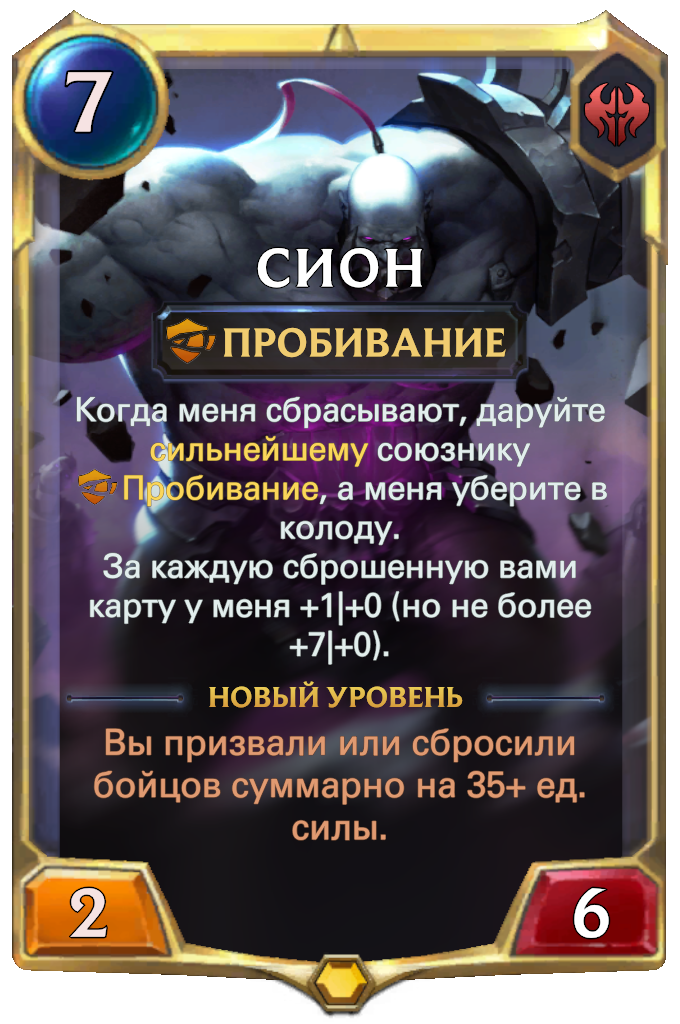 7
СИОН
ПРОБИВАНИЕ
Когда меня сбрасывают, даруйте
сильнейшему союзнику
Пробивание, а меня уберите в
колоду.
За каждую сброшенную вами
карту у меня +1|+0 (но не более
+7|+0).
НОВЫЙ УРОВЕНЬ
Вы призвали или сбросили
бойцов суммарно на 35+ ед.
силы.
2
6